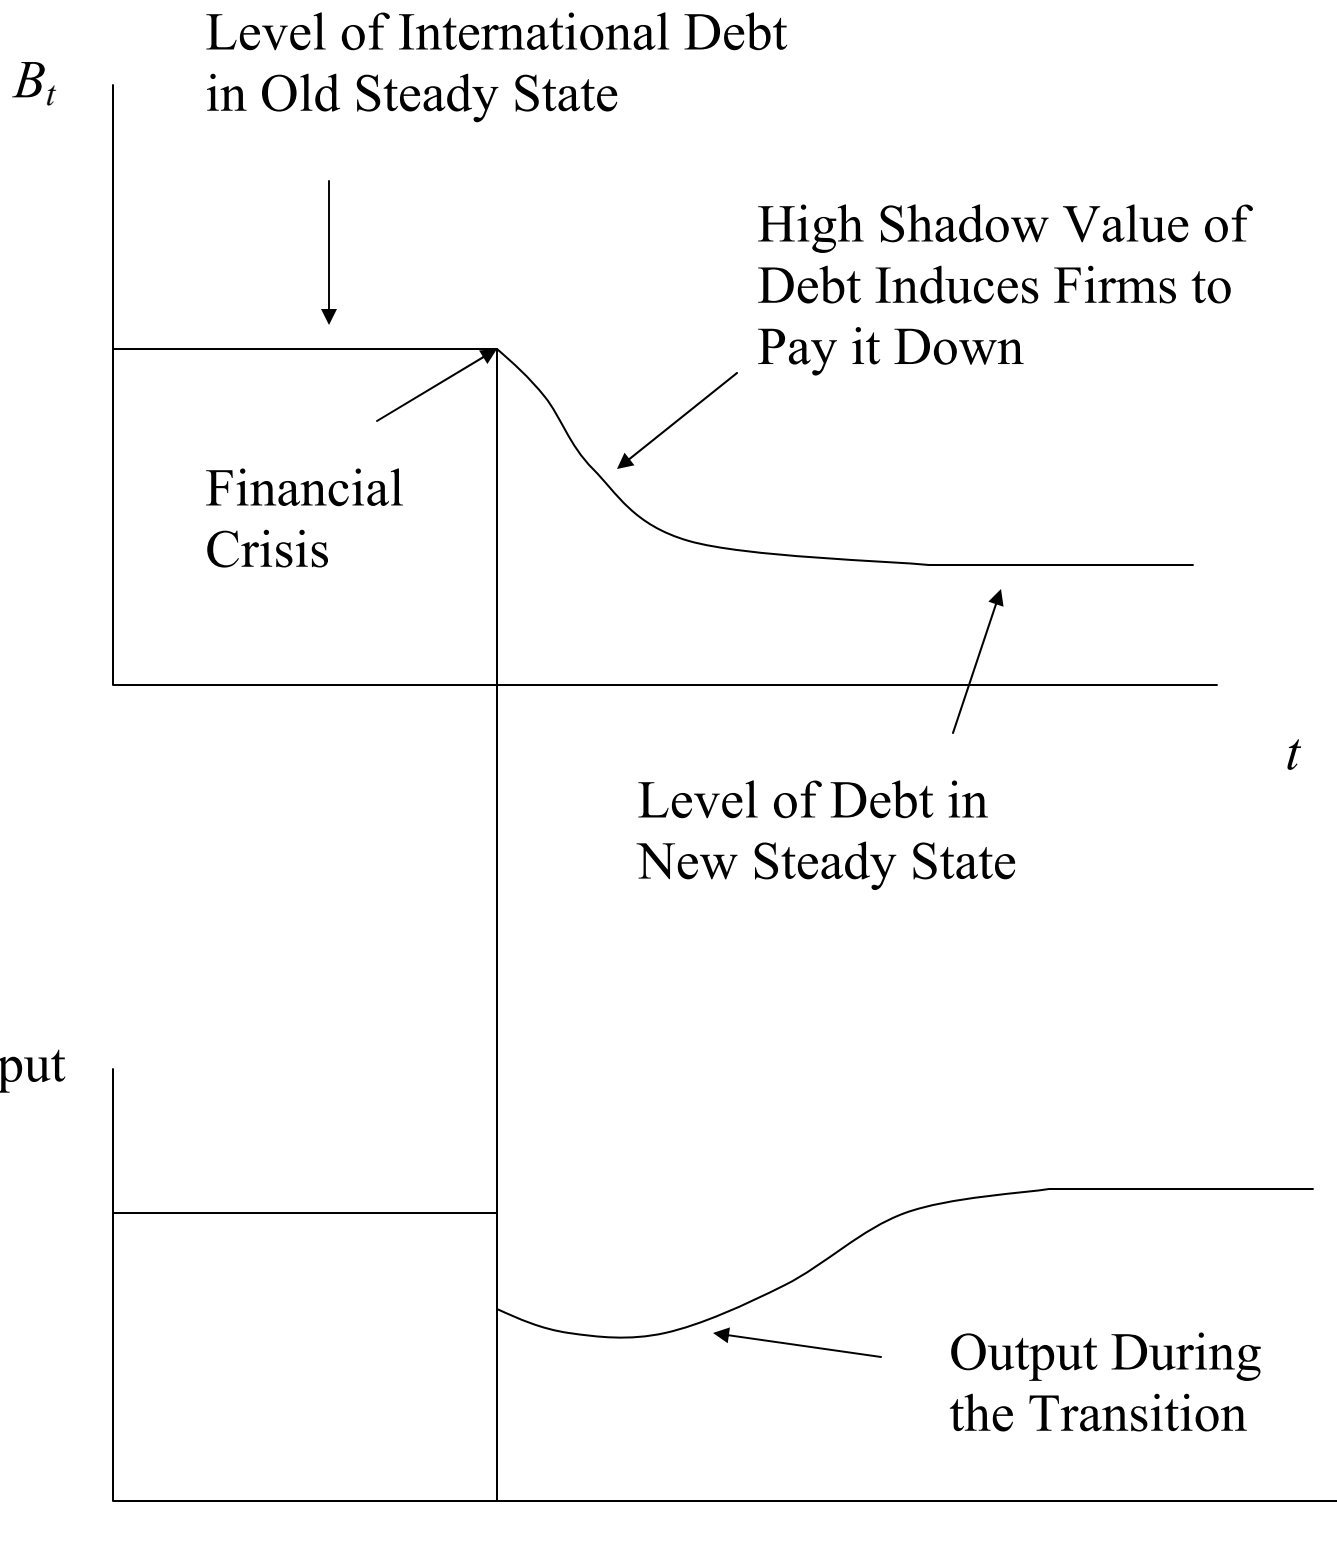 Level of International Debt
in Old Steady State
B_t
High Shadow Value of
Debt Induces Firms to
Pay it Down
Financial
Crisis
t
Level of Debt in
New Steady State
put
Output During
the Transition